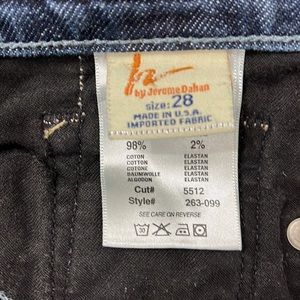 by Jerome Dahan
size: 28
MADE IN U.S.A.
IMPORTED FABRIC
98% 2%
COTON ELASTAN
COTTON ELASTAN
COTONE ELASTAN
BAUMWOLLE ELASTAN
ALGODON ELASTAN
Cut# 5512
Style# 263-099
SEE CARE ON REVERSE
30